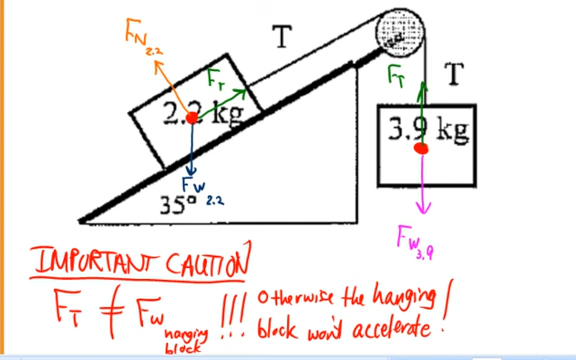 F_N 2.2
T
F_T
2.2 kg
F_T
T
3.9 kg
35°
F_W 2.2
F_W 3.9
IMPORTANT CAUTION
F_T ≠ F_W hanging block !!! Otherwise the hanging
block won't accelerate!